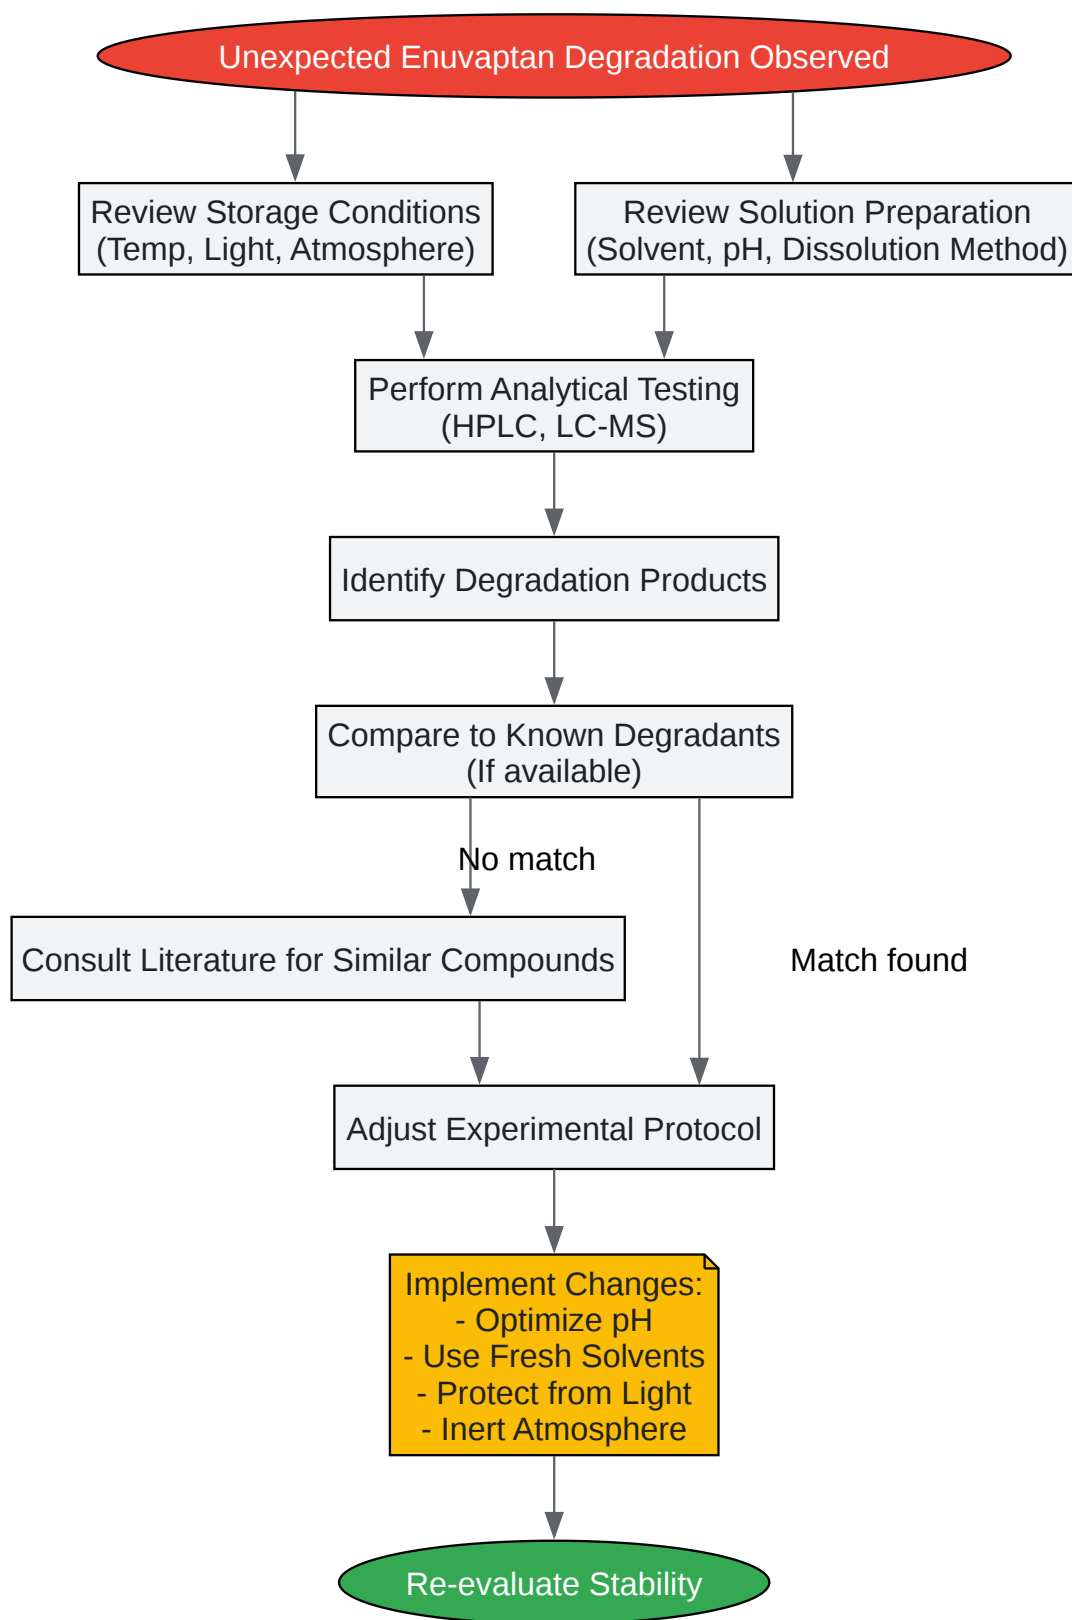 Unexpected Enuvaptan Degradation Observed
Review Storage Conditions
(Temp, Light, Atmosphere)
Review Solution Preparation
(Solvent, pH, Dissolution Method)
Perform Analytical Testing
(HPLC, LC-MS)
Identify Degradation Products
Compare to Known Degradants
(If available)
No match
Consult Literature for Similar Compounds
Match found
Adjust Experimental Protocol
Implement Changes:
- Optimize pH
- Use Fresh Solvents
- Protect from Light
- Inert Atmosphere
Re-evaluate Stability